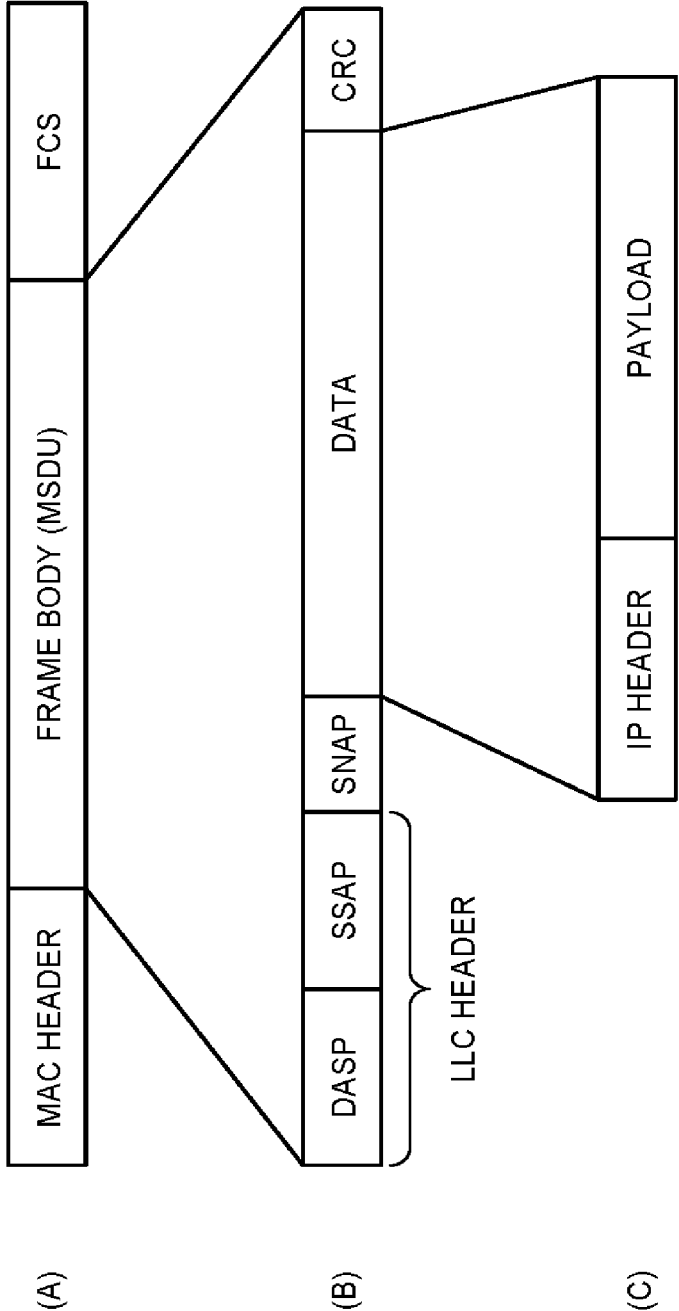 (A)
MAC HEADER
FRAME BODY (MSDU)
FCS
(B)
DASP
SSAP
SNAP
DATA
CRC
LLC HEADER
(C)
IP HEADER
PAYLOAD